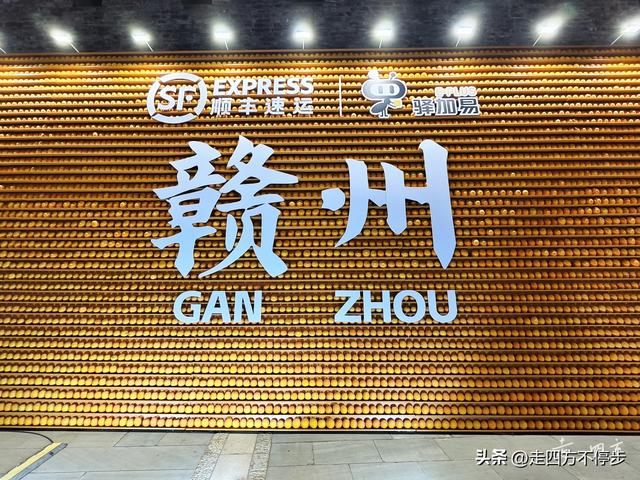 SF EXPRESS
顺丰速运
E-PLUS
驿加易
赣州
GAN ZHOU
头条 @走四方不停步